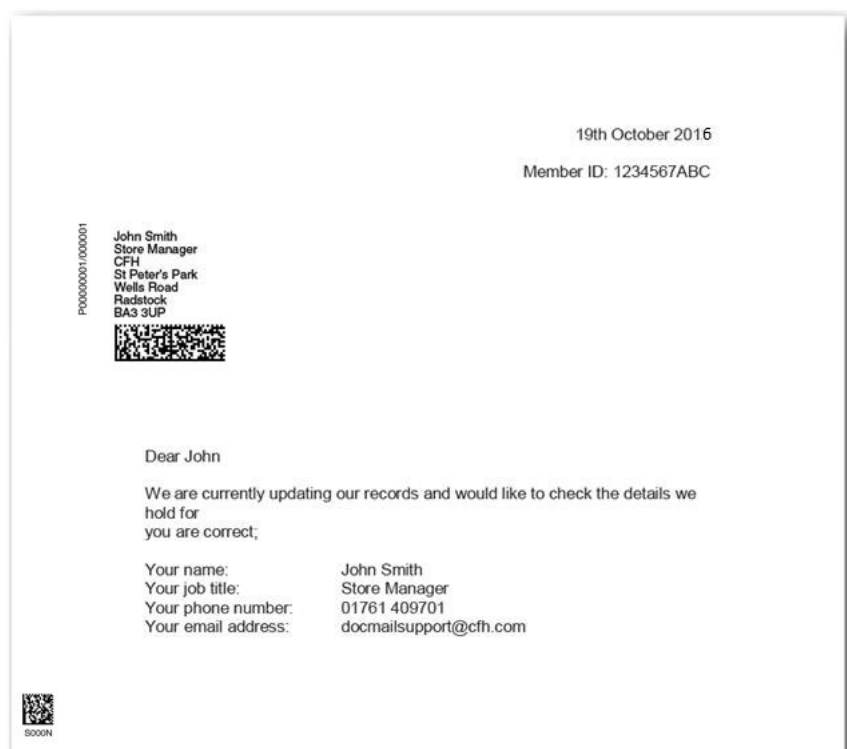 19th October 2016
Member ID: 1234567ABC
P00000001/000001
John Smith
Store Manager
CFH
St Peter's Park
Wells Road
Radstock
BA3 3UP
Dear John
We are currently updating our records and would like to check the details we
hold for
you are correct;
Your name: John Smith
Your job title: Store Manager
Your phone number: 01761 409701
Your email address: docmailsupport@cfh.com
S000N